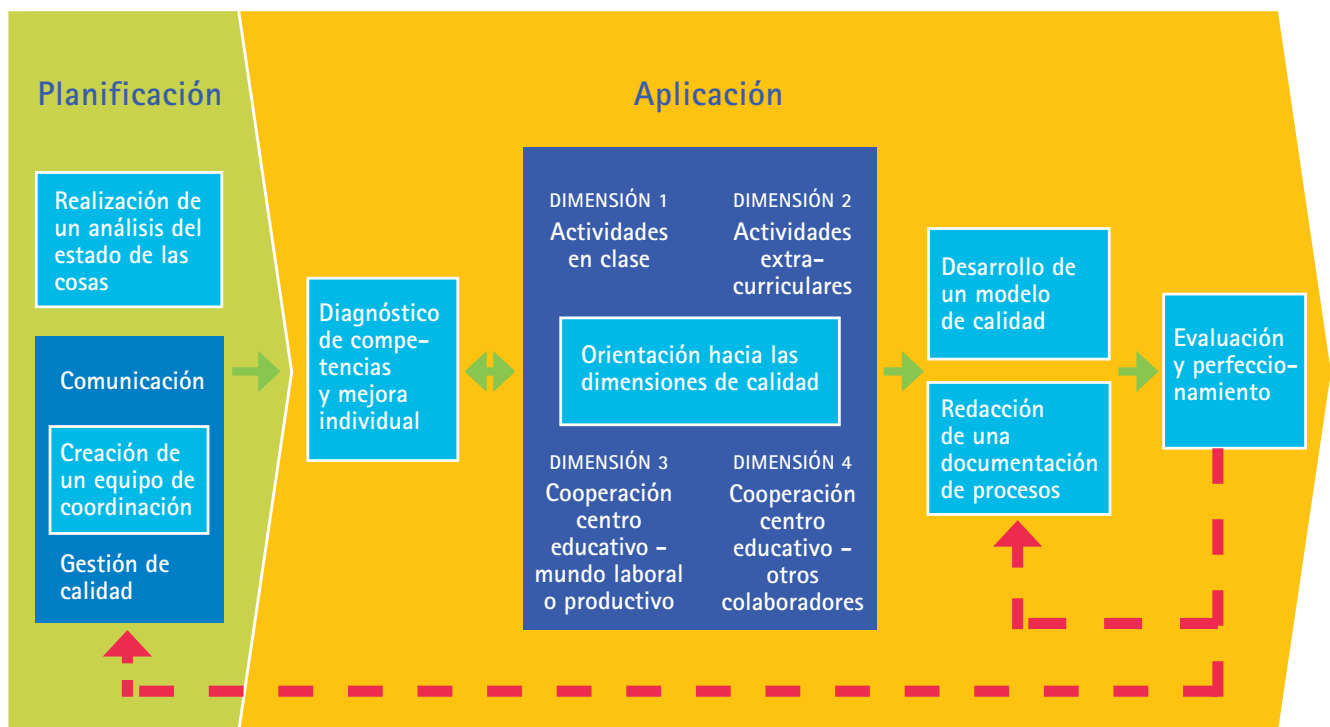 Planificación
Realización de
un análisis del
estado de las
cosas
Comunicación
Creación de
un equipo de
coordinación
Gestión de
calidad
Aplicación
Diagnóstico
de compe-
tencias
y mejora
individual
DIMENSIÓN 1
Actividades
en clase
DIMENSIÓN 2
Actividades
extra-
curriculares
Orientación hacia las
dimensiones de calidad
DIMENSIÓN 3
Cooperación
centro
educativo –
mundo laboral
o productivo
DIMENSIÓN 4
Cooperación
centro
educativo –
otros
colaboradores
Desarrollo de
un modelo
de calidad
Redacción
de una
documentación
de procesos
Evaluación
y perfeccio-
namiento